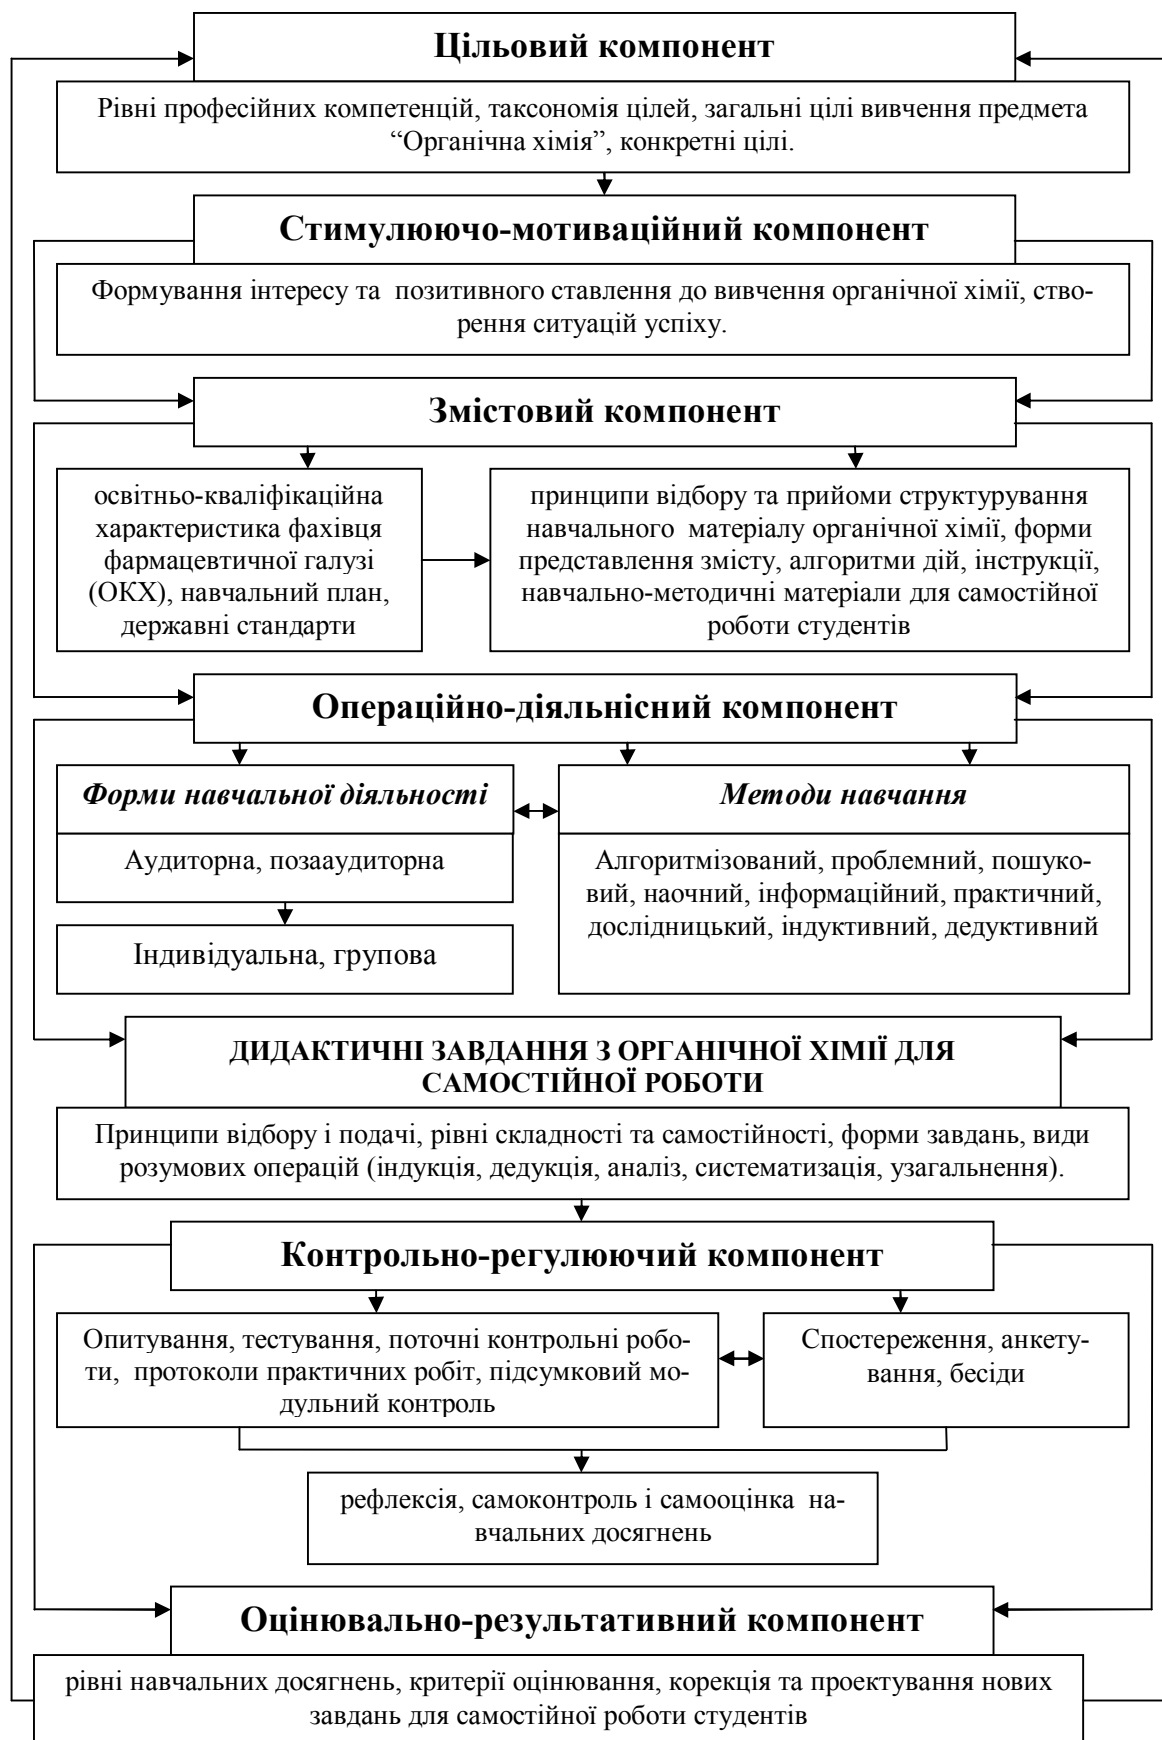 Цільовий компонент
Рівні професійних компетенцій, таксономія цілей, загальні цілі вивчення предмета
“Органічна хімія”, конкретні цілі.
Стимулюючо-мотиваційний компонент
Формування інтересу та позитивного ставлення до вивчення органічної хімії, ство-
рення ситуацій успіху.
Змістовий компонент
освітньо-кваліфікаційна
характеристика фахівця
фармацевтичної галузі
(ОКХ), навчальний план,
державні стандарти
принципи відбору та прийоми структурування
навчального матеріалу органічної хімії, форми
представлення змісту, алгоритми дій, інструкції,
навчально-методичні матеріали для самостійної
роботи студентів
Операційно-діяльнісний компонент
Форми навчальної діяльності
Аудиторна, позааудиторна
Індивідуальна, групова
Методи навчання
Алгоритмізований, проблемний, пошуко-
вий, наочний, інформаційний, практичний,
дослідницький, індуктивний, дедуктивний
ДИДАКТИЧНІ ЗАВДАННЯ З ОРГАНІЧНОЇ ХІМІЇ ДЛЯ
САМОСТІЙНОЇ РОБОТИ
Принципи відбору і подачі, рівні складності та самостійності, форми завдань, види
розумових операцій (індукція, дедукція, аналіз, систематизація, узагальнення).
Контрольно-регулюючий компонент
Опитування, тестування, поточні контрольні робо-
ти, протоколи практичних робіт, підсумковий мо-
дульний контроль
Спостереження, анкету-
вання, бесіди
рефлексія, самоконтроль і самооцінка на-
вчальних досягнень
Оцінювально-результативний компонент
рівні навчальних досягнень, критерії оцінювання, корекція та проектування нових
завдань для самостійної роботи студентів